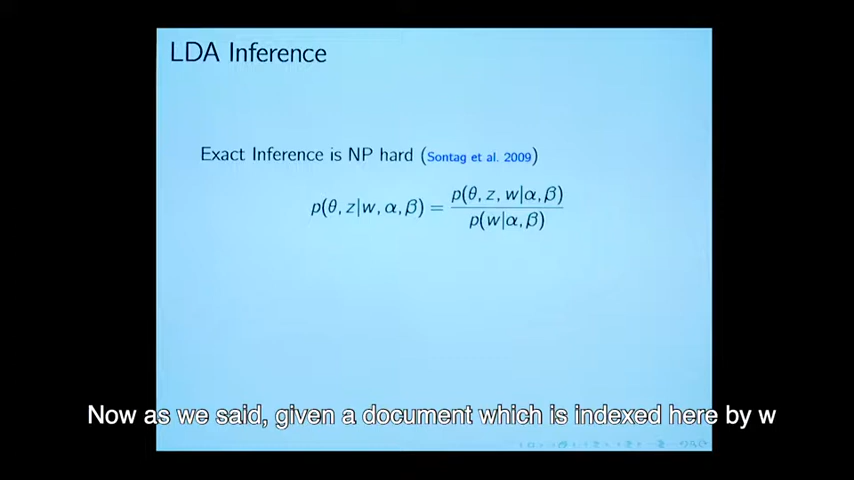 LDA Inference
Exact Inference is NP hard (Sontag et al. 2009)
p(θ, z|w, α, β) = p(θ, z, w|α, β) / p(w|α, β)
Now as we said, given a document which is indexed here by w